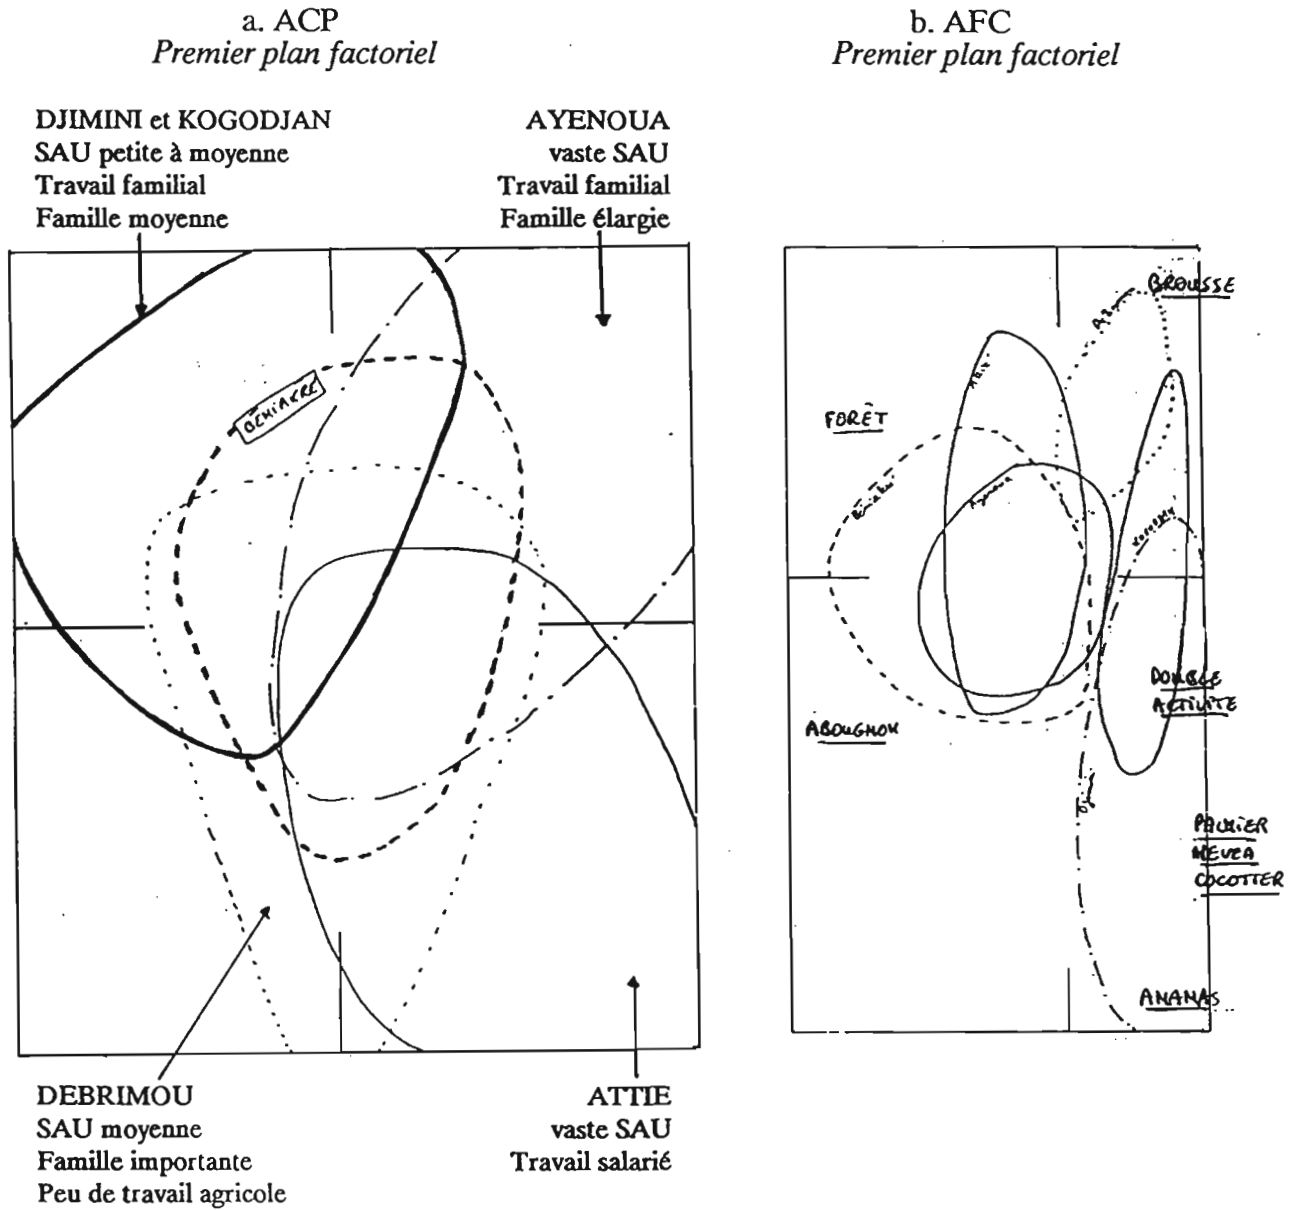 a. ACP
Premier plan factoriel
DJIMINI et KOGODJAN
SAU petite à moyenne
Travail familial
Famille moyenne
AYENOUA
vaste SAU
Travail familial
Famille élargie
BÉNIAKRE
DEBRIMOU
SAU moyenne
Famille importante
Peu de travail agricole
ATTIE
vaste SAU
Travail salarié
b. AFC
Premier plan factoriel
BROUSSE
FORÊT
DOUBLE
ACTIVITE
ABOUGNON
PALMIER
HEVEA
COCOTIER
ANANAS